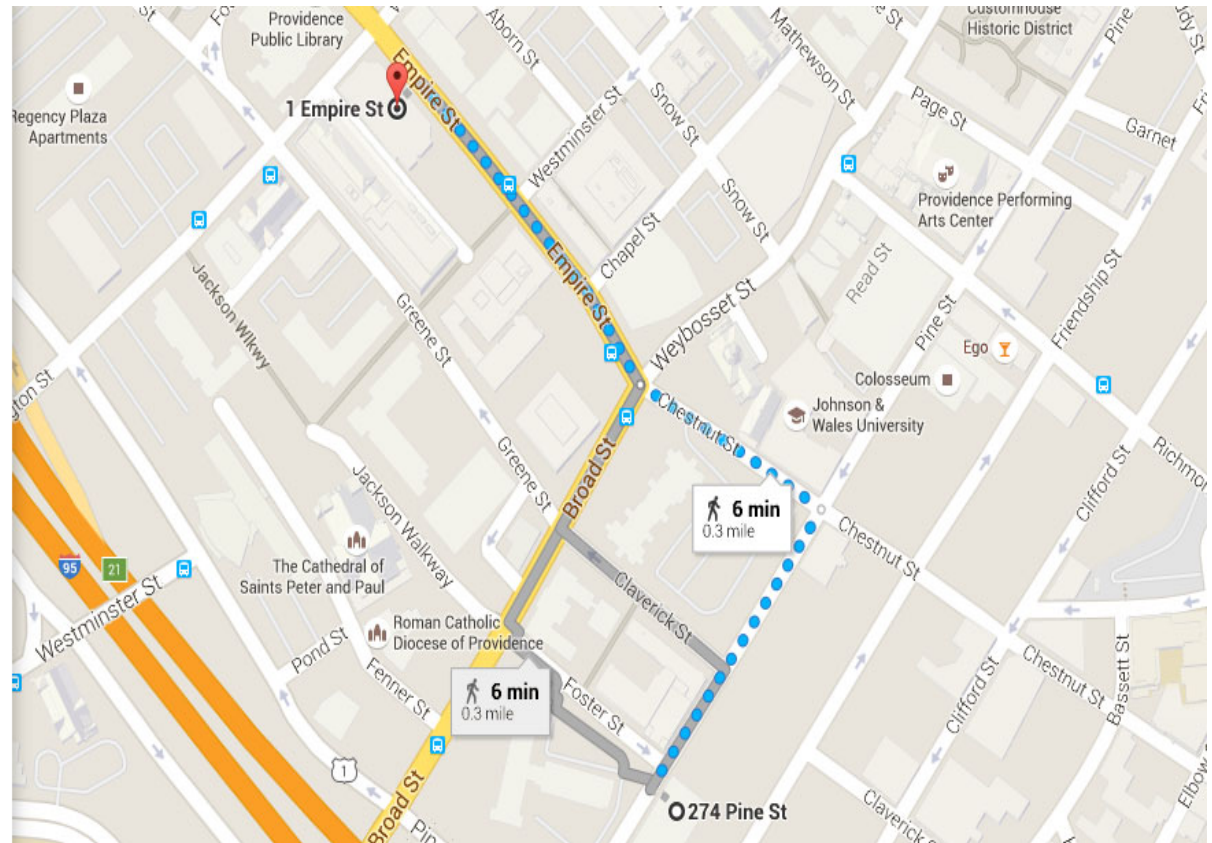 Providence
Public Library
Aborn St
Mathewson St
Customhouse
Historic District
Pine
Empire St
1 Empire St
Regency Plaza
Apartments
Westminster St
Snow St
Page St
Garnet
Snow St
Providence Performing
Arts Center
Chapel St
Empire St
Jackson Wlkwy
Greene St
Weybosset St
Read St
Pine St
Friendship St
Ego
Colosseum
Johnson &
Wales University
Chestnut St
Richmo
Greene St
Broad St
Clifford St
6 min
0.3 mile
Chestnut St
95
21
Westminster St
The Cathedral of
Saints Peter and Paul
Jackson Walkway
Claverick St
Roman Catholic
Diocese of Providence
Pond St
Fenner St
6 min
0.3 mile
Foster St
Clifford St
Chestnut St
Bassett St
1
Broad St
274 Pine St
Claverick
Elbow
Pin